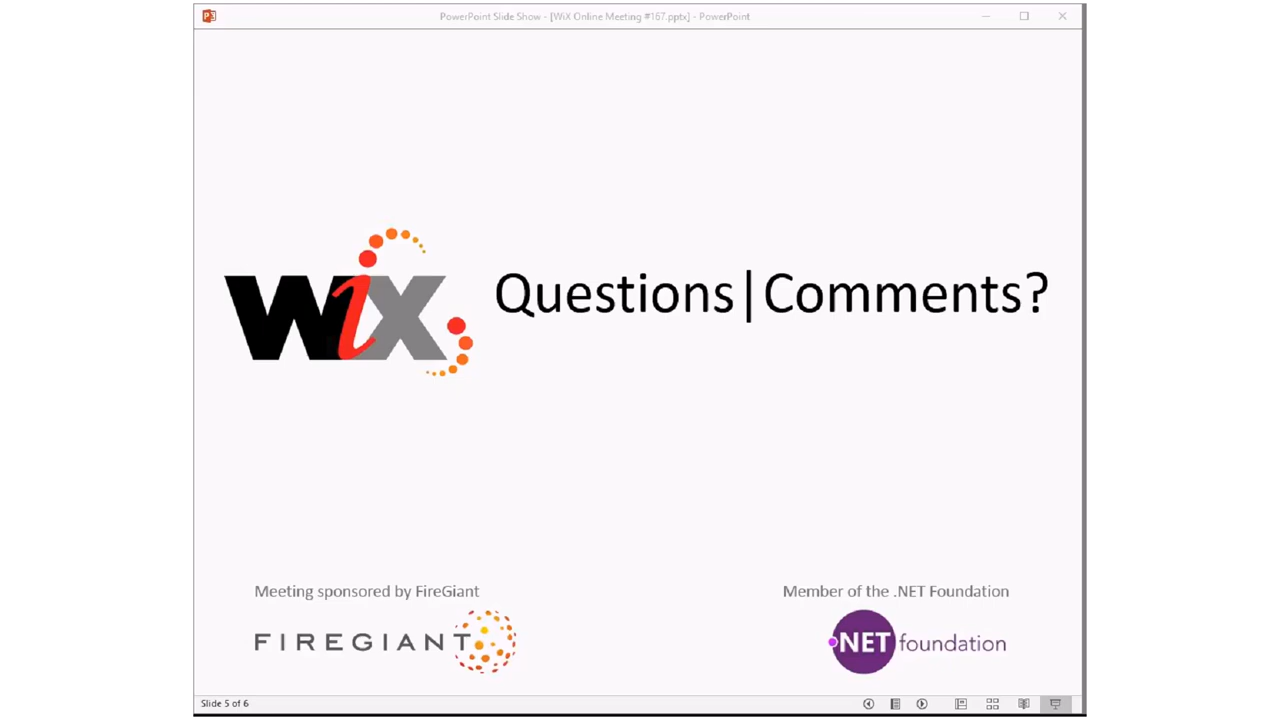 PowerPoint Slide Show - [WiX Online Meeting #167.pptx] - PowerPoint
WiX
Questions|Comments?
Meeting sponsored by FireGiant
Member of the .NET Foundation
FIREGIANT
.NET foundation
Slide 5 of 6